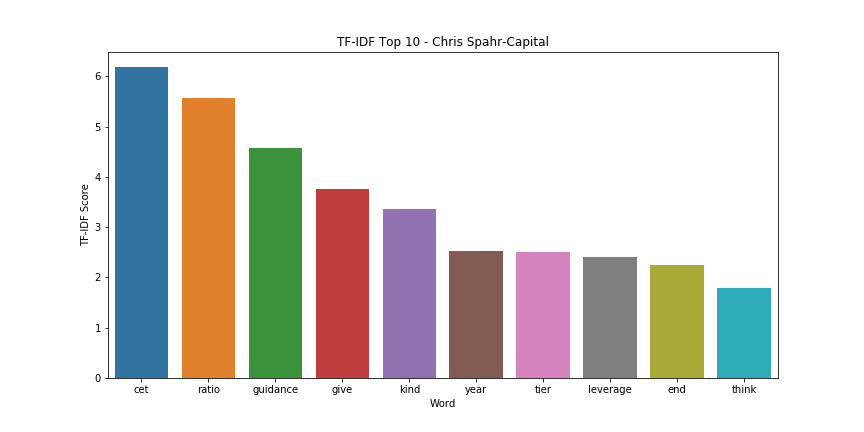 TF-IDF Top 10 - Chris Spahr-Capital
TF-IDF Score
6
5
4
3
2
1
0
cet ratio guidance give kind year tier leverage end think
Word